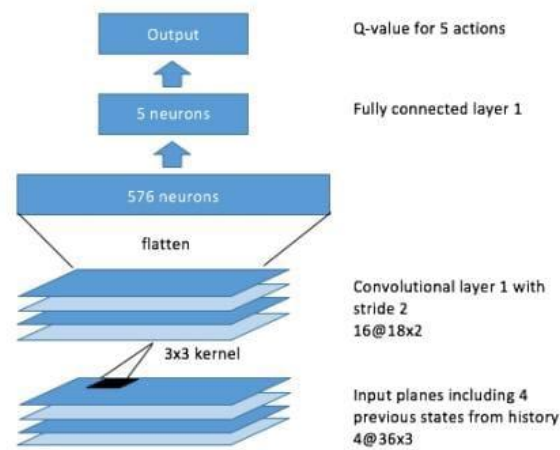 Output
Q-value for 5 actions
5 neurons
Fully connected layer 1
576 neurons
flatten
Convolutional layer 1 with
stride 2
16@18x2
3x3 kernel
Input planes including 4
previous states from history
4@36x3